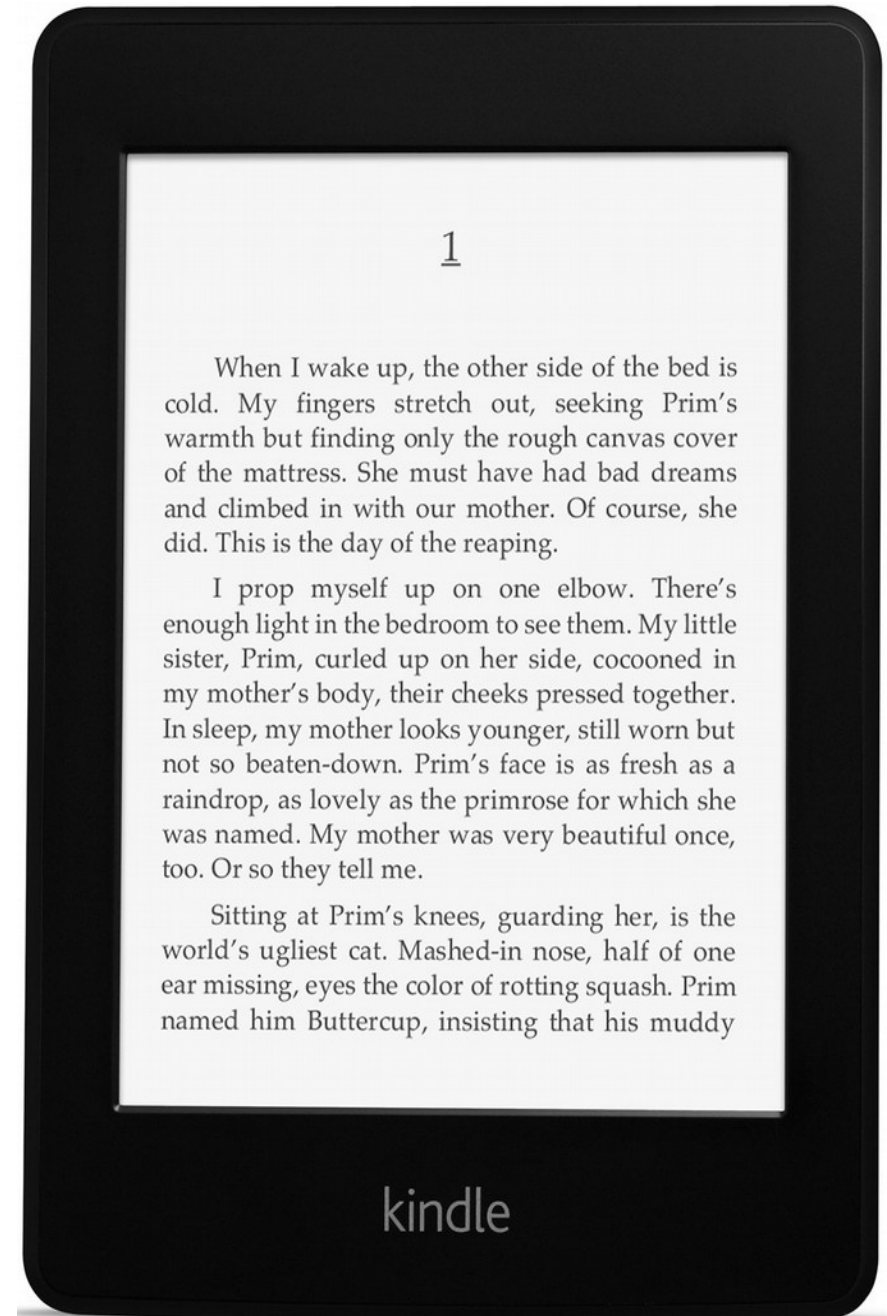 1
When I wake up, the other side of the bed is
cold. My fingers stretch out, seeking Prim's
warmth but finding only the rough canvas cover
of the mattress. She must have had bad dreams
and climbed in with our mother. Of course, she
did. This is the day of the reaping.
I prop myself up on one elbow. There's
enough light in the bedroom to see them. My little
sister, Prim, curled up on her side, cocooned in
my mother's body, their cheeks pressed together.
In sleep, my mother looks younger, still worn but
not so beaten-down. Prim's face is as fresh as a
raindrop, as lovely as the primrose for which she
was named. My mother was very beautiful once,
too. Or so they tell me.
Sitting at Prim's knees, guarding her, is the
world's ugliest cat. Mashed-in nose, half of one
ear missing, eyes the color of rotting squash. Prim
named him Buttercup, insisting that his muddy
kindle